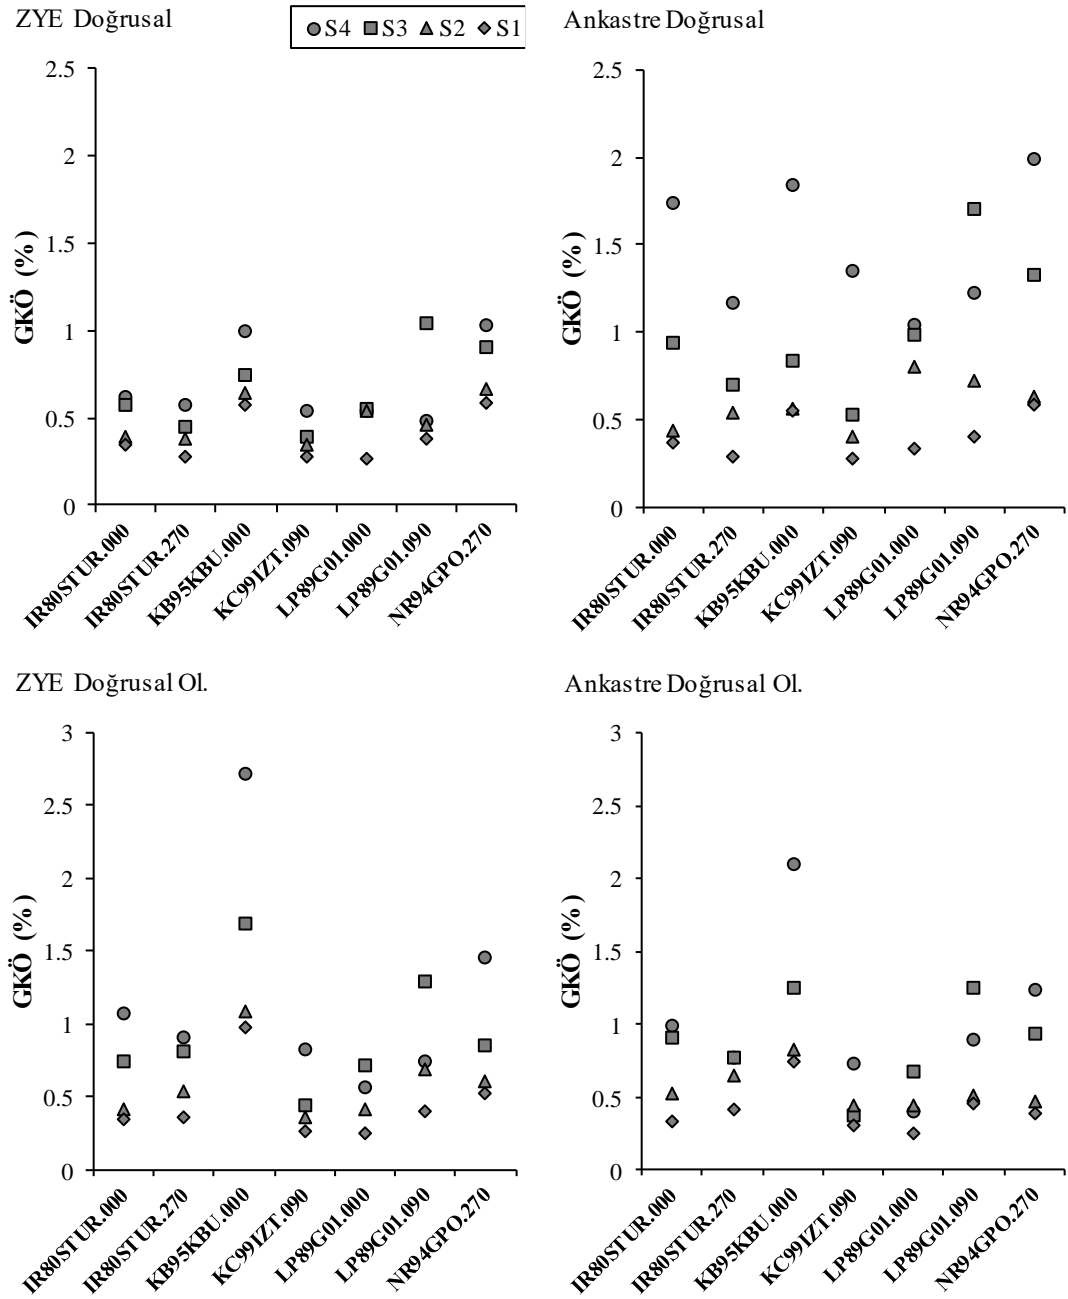 ZYE Doğrusal
S4 S3 S2 S1
2.5
2
1.5
1
0.5
0
GKÖ (%)
IR80STUR.000
IR80STUR.270
KB95KBU.000
KC99IZT.090
LP89G01.000
LP89G01.090
NR94GPO.270
Ankastre Doğrusal
2.5
2
1.5
1
0.5
0
GKÖ (%)
IR80STUR.000
IR80STUR.270
KB95KBU.000
KC99IZT.090
LP89G01.000
LP89G01.090
NR94GPO.270
ZYE Doğrusal Ol.
3
2.5
2
1.5
1
0.5
0
GKÖ (%)
IR80STUR.000
IR80STUR.270
KB95KBU.000
KC99IZT.090
LP89G01.000
LP89G01.090
NR94GPO.270
Ankastre Doğrusal Ol.
3
2.5
2
1.5
1
0.5
0
GKÖ (%)
IR80STUR.000
IR80STUR.270
KB95KBU.000
KC99IZT.090
LP89G01.000
LP89G01.090
NR94GPO.270